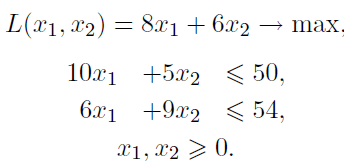 L(x₁, x₂) = 8x₁ + 6x₂ → max,
10x₁ +5x₂ ⩽ 50,
6x₁ +9x₂ ⩽ 54,
x₁, x₂ ⩾ 0.